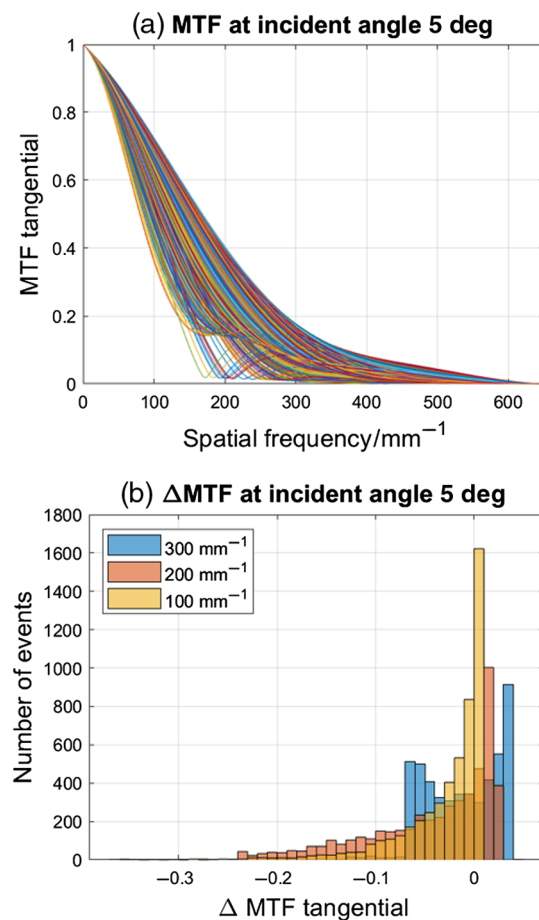 (a) MTF at incident angle 5 deg
1
0.8
0.6
0.4
0.2
0
MTF tangential
0 100 200 300 400 500 600
Spatial frequency/mm⁻¹
(b) ΔMTF at incident angle 5 deg
1800
1600
1400
1200
1000
800
600
400
200
0
Number of events
300 mm⁻¹
200 mm⁻¹
100 mm⁻¹
−0.3 −0.2 −0.1 0
Δ MTF tangential